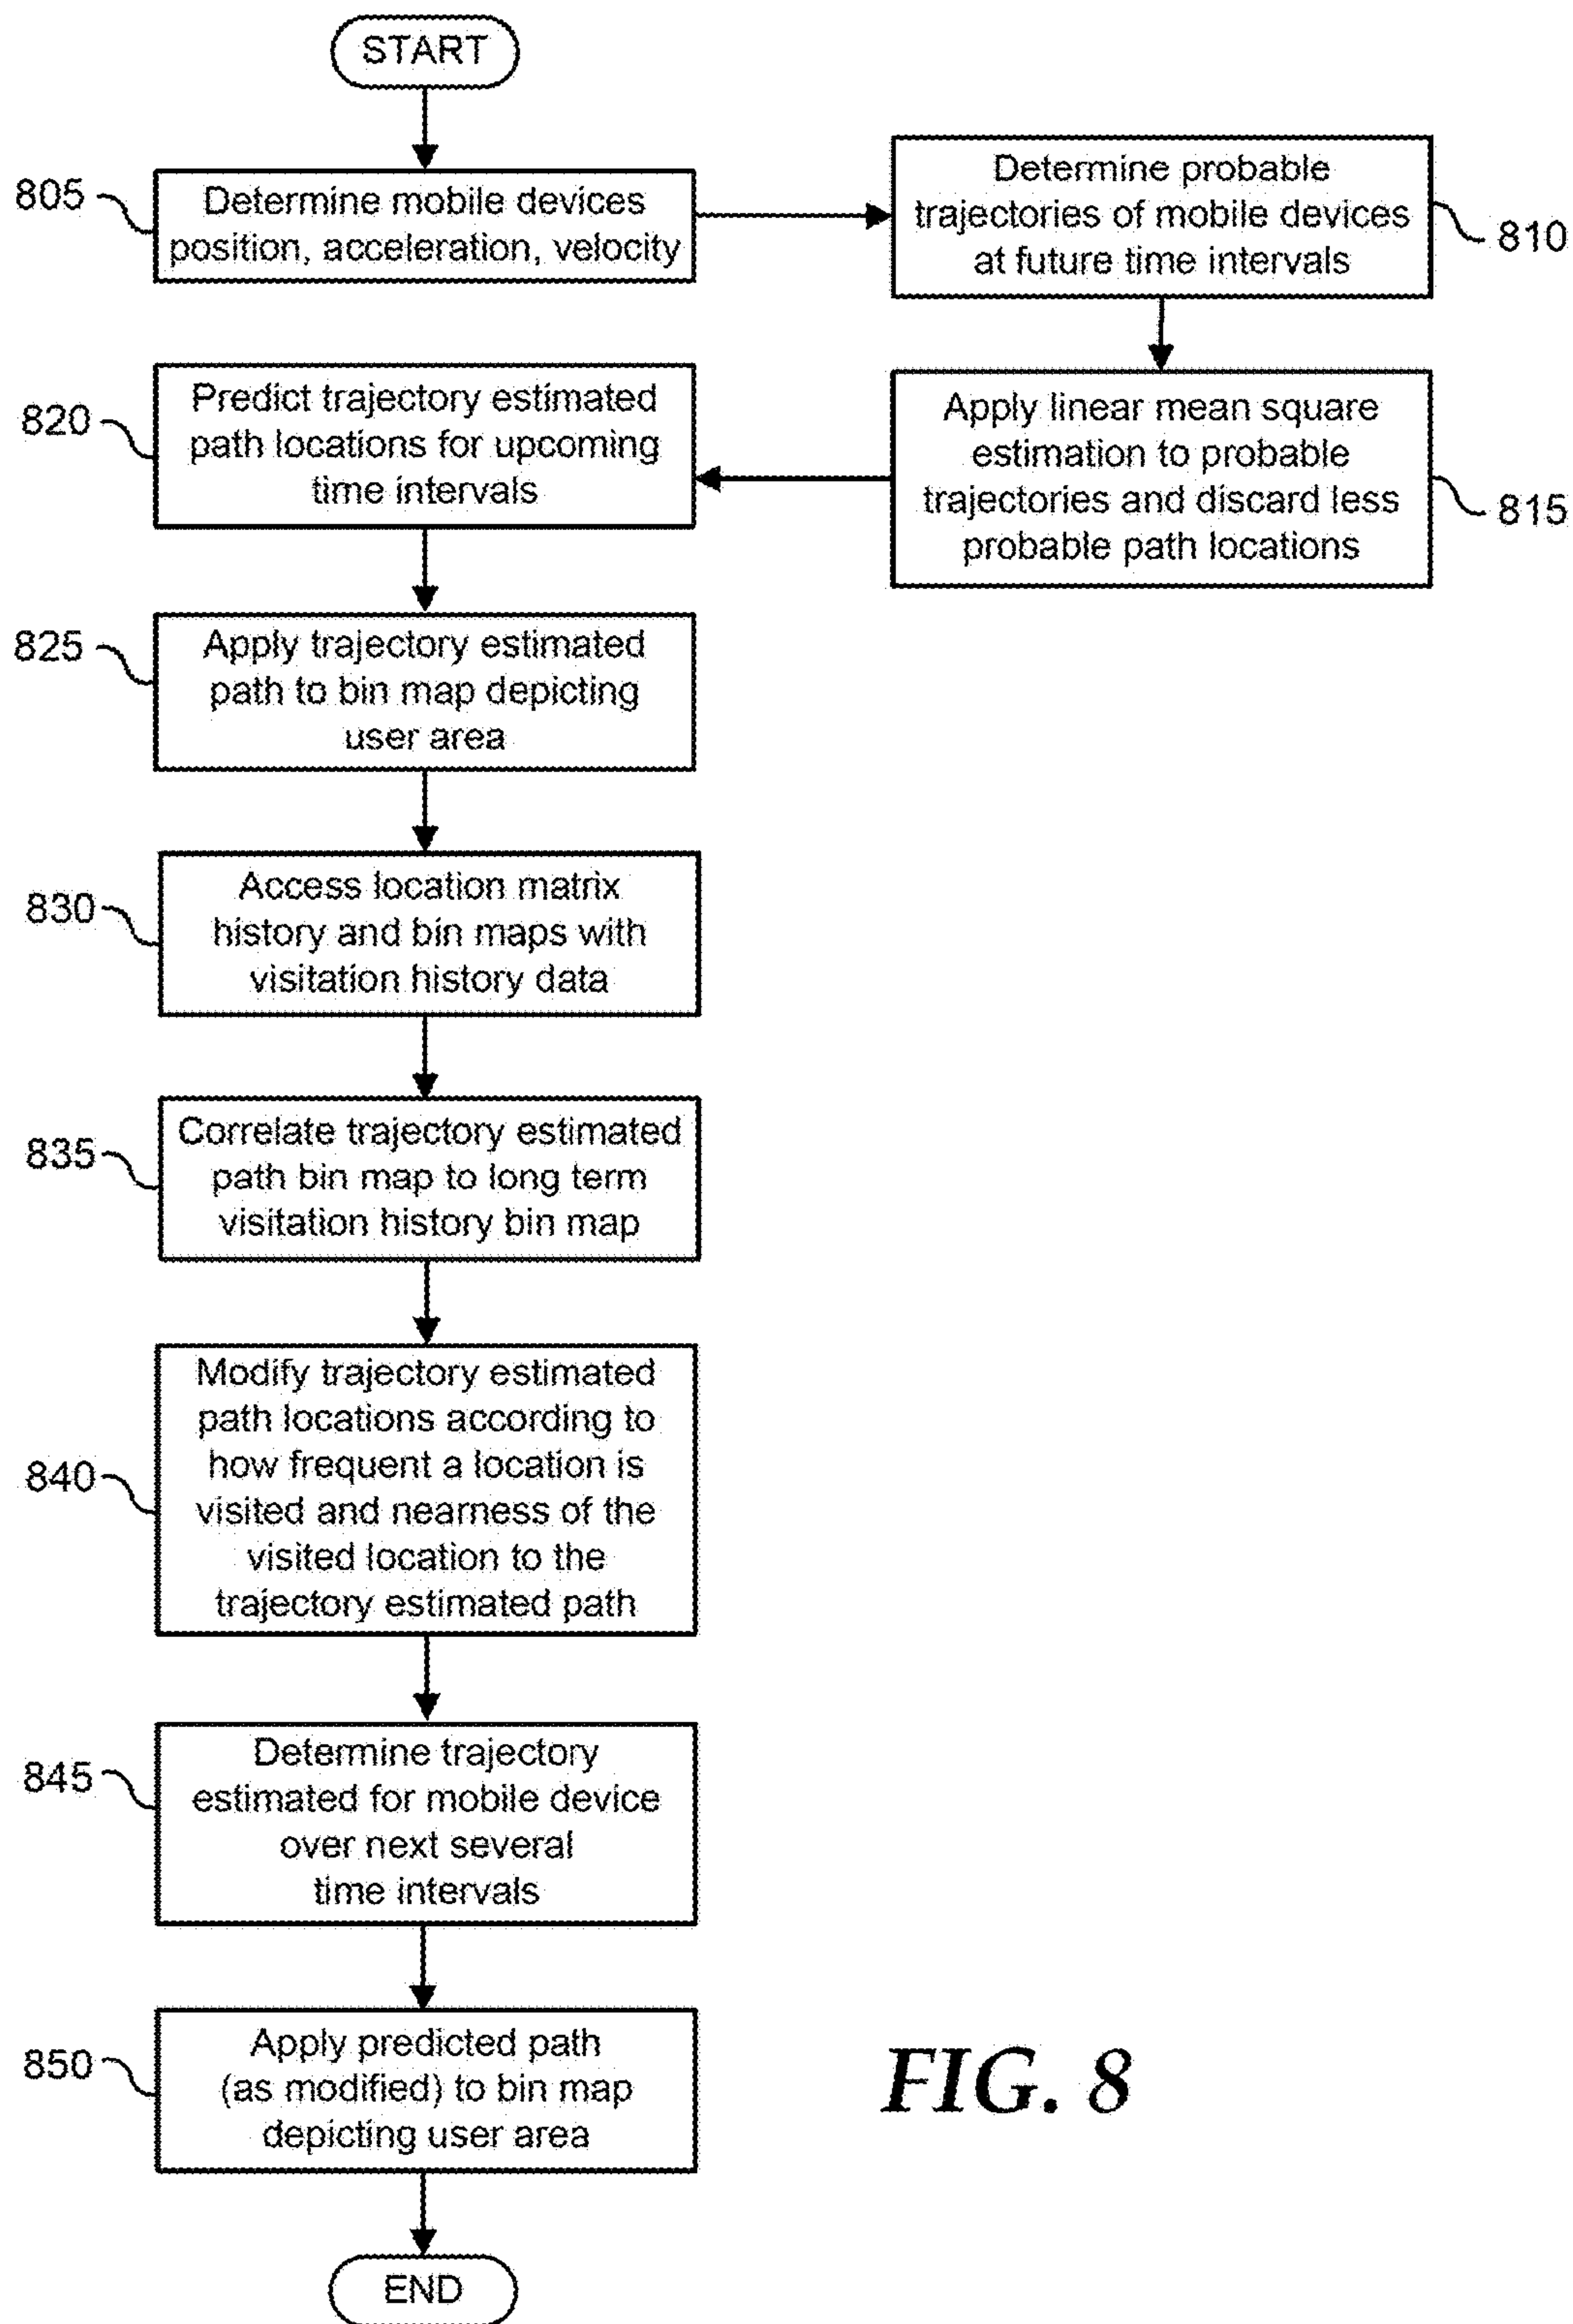 START
805
Determine mobile devices
position, acceleration, velocity
Determine probable
trajectories of mobile devices
at future time intervals
810
Apply linear mean square
estimation to probable
trajectories and discard less
probable path locations
815
820
Predict trajectory estimated
path locations for upcoming
time intervals
825
Apply trajectory estimated
path to bin map depicting
user area
830
Access location matrix
history and bin maps with
visitation history data
835
Correlate trajectory estimated
path bin map to long term
visitation history bin map
840
Modify trajectory estimated
path locations according to
how frequent a location is
visited and nearness of the
visited location to the
trajectory estimated path
845
Determine trajectory
estimated for mobile device
over next several
time intervals
850
Apply predicted path
(as modified) to bin map
depicting user area
END
FIG. 8